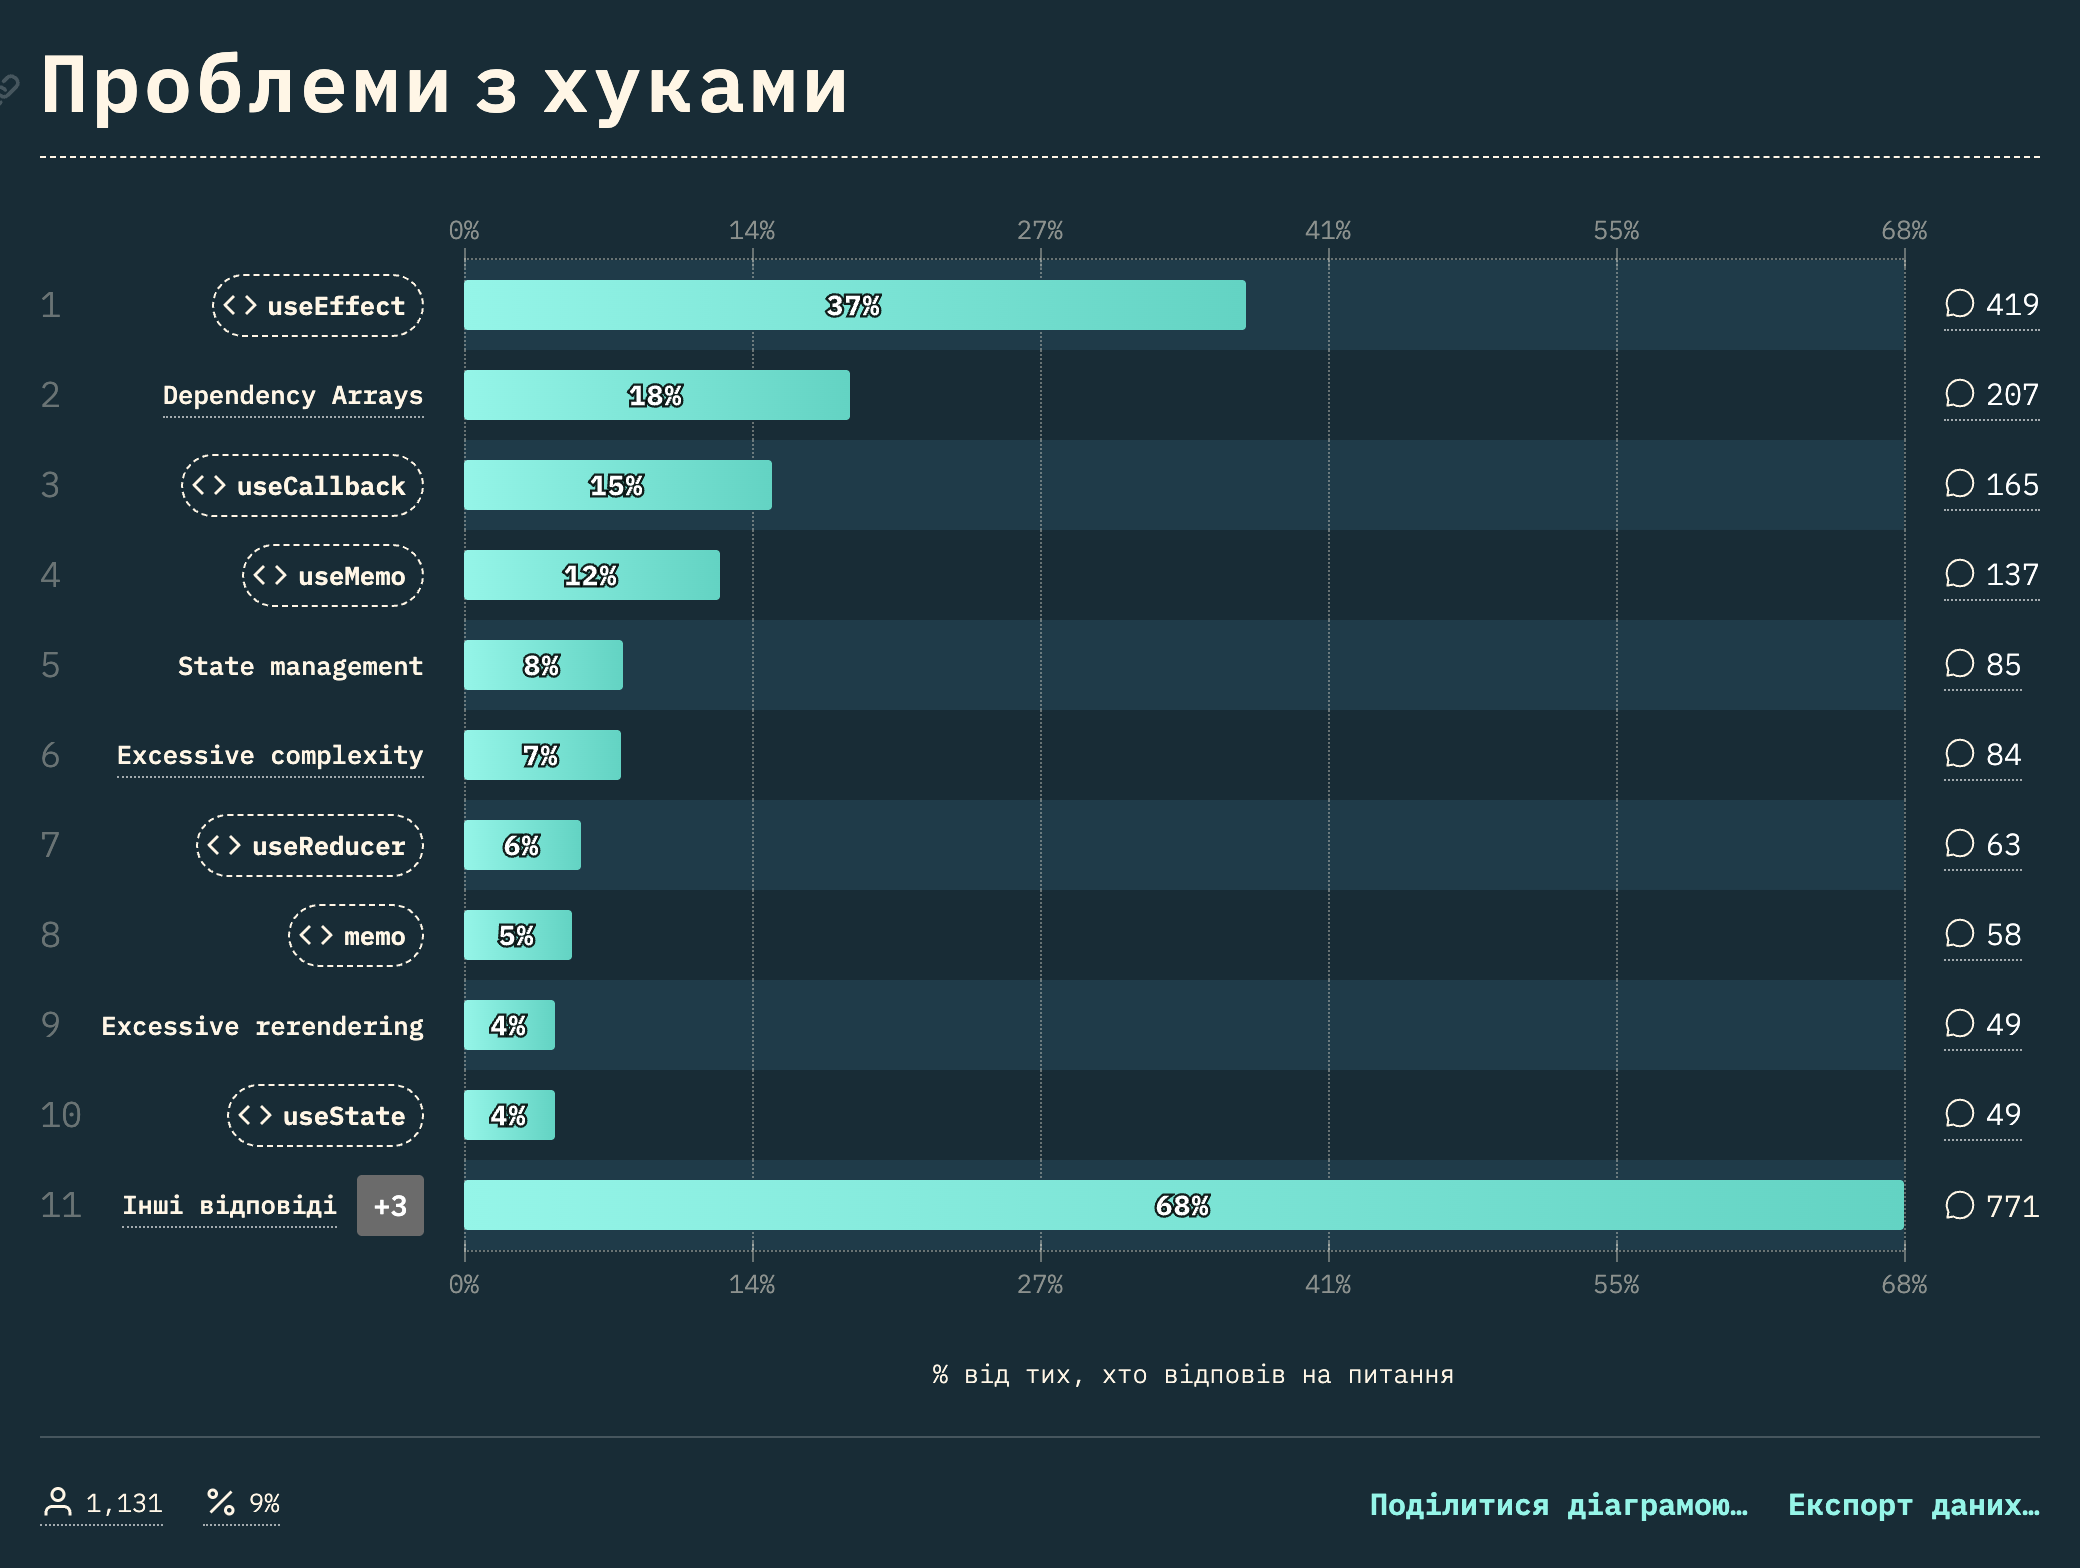 Проблеми з хуками
0% 14% 27% 41% 55% 68%
1 <> useEffect 37% 419
2 Dependency Arrays 18% 207
3 <> useCallback 15% 165
4 <> useMemo 12% 137
5 State management 8% 85
6 Excessive complexity 7% 84
7 <> useReducer 6% 63
8 <> memo 5% 58
9 Excessive rerendering 4% 49
10 <> useState 4% 49
11 Інші відповіді +3 68% 771
0% 14% 27% 41% 55% 68%
% від тих, хто відповів на питання
1,131 % 9% Поділитися діаграмою… Експорт даних…